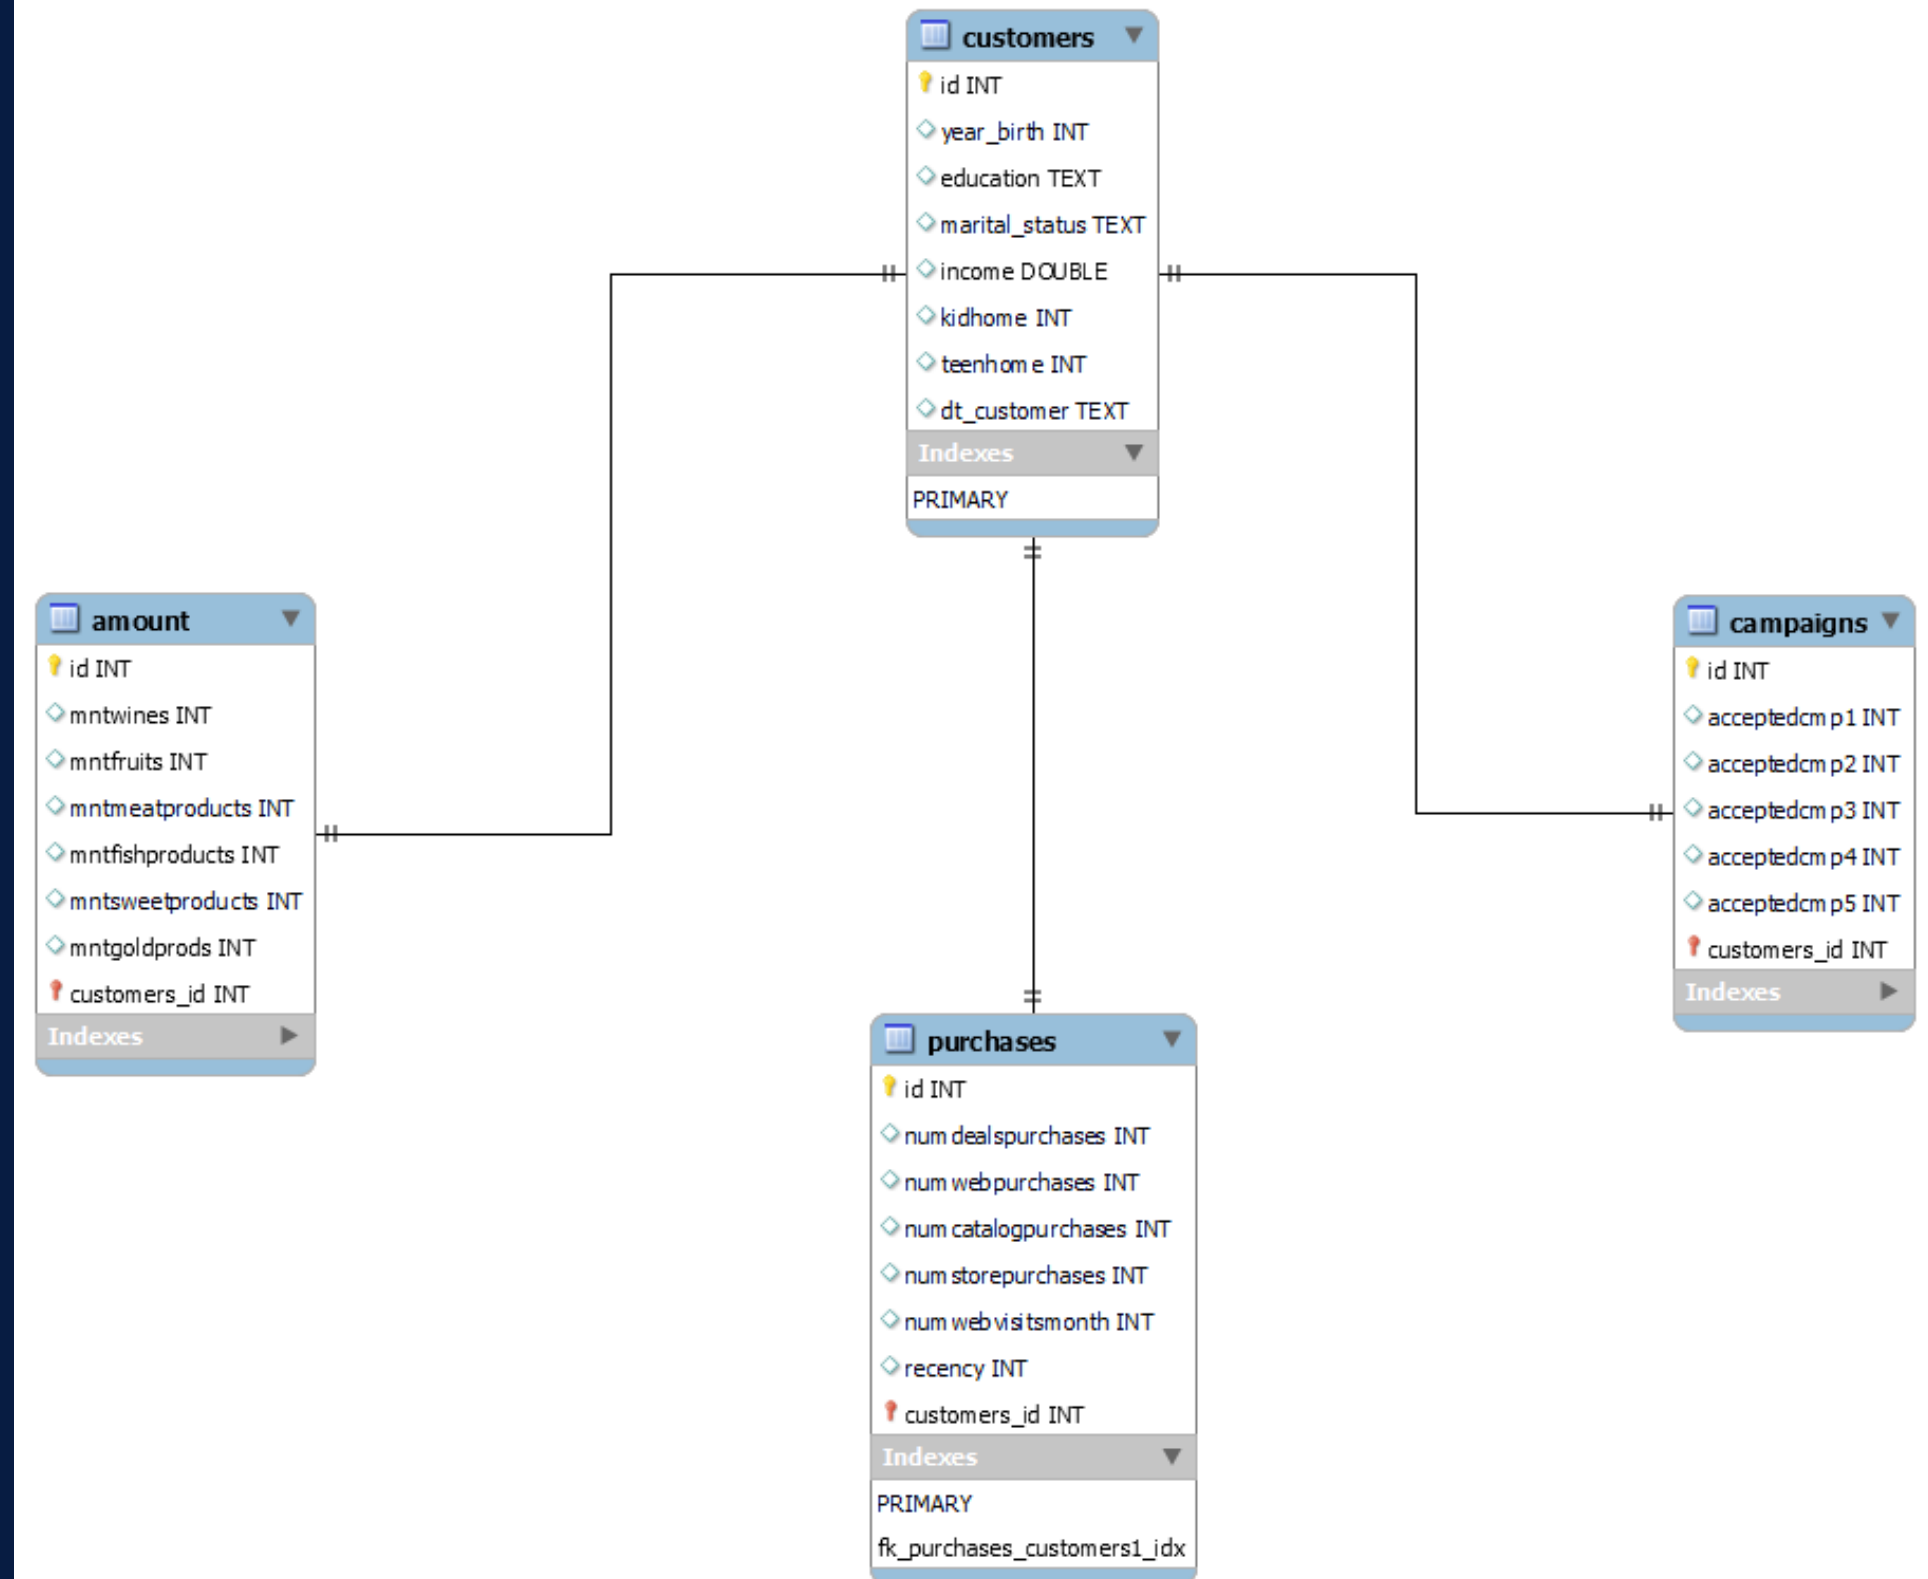 customers
id INT
year_birth INT
education TEXT
marital_status TEXT
income DOUBLE
kidhome INT
teenhome INT
dt_customer TEXT
Indexes
PRIMARY
amount
id INT
mntwines INT
mntfruits INT
mntmeatproducts INT
mntfishproducts INT
mntsweetproducts INT
mntgoldprods INT
customers_id INT
Indexes
campaigns
id INT
acceptedcmp1 INT
acceptedcmp2 INT
acceptedcmp3 INT
acceptedcmp4 INT
acceptedcmp5 INT
customers_id INT
Indexes
purchases
id INT
numdealspurchases INT
numwebpurchases INT
numcatalogpurchases INT
numstorepurchases INT
numwebvisitsmonth INT
recency INT
customers_id INT
Indexes
PRIMARY
fk_purchases_customers1_idx